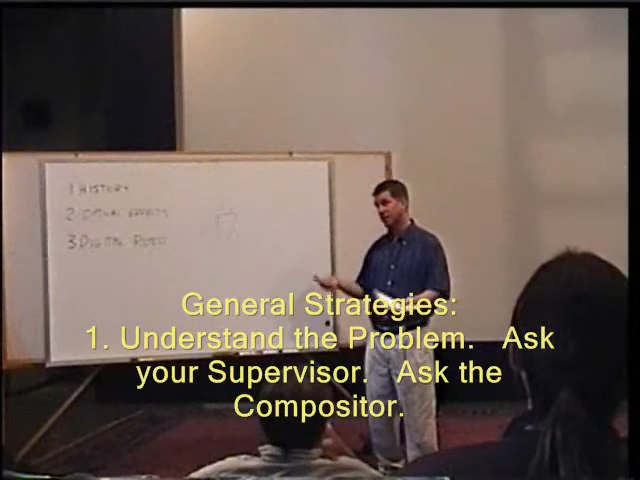 1 HISTORY
2 OPTICAL EFFECTS
3 DIGITAL ROTO
General Strategies:
1. Understand the Problem. Ask
your Supervisor. Ask the
Compositor.